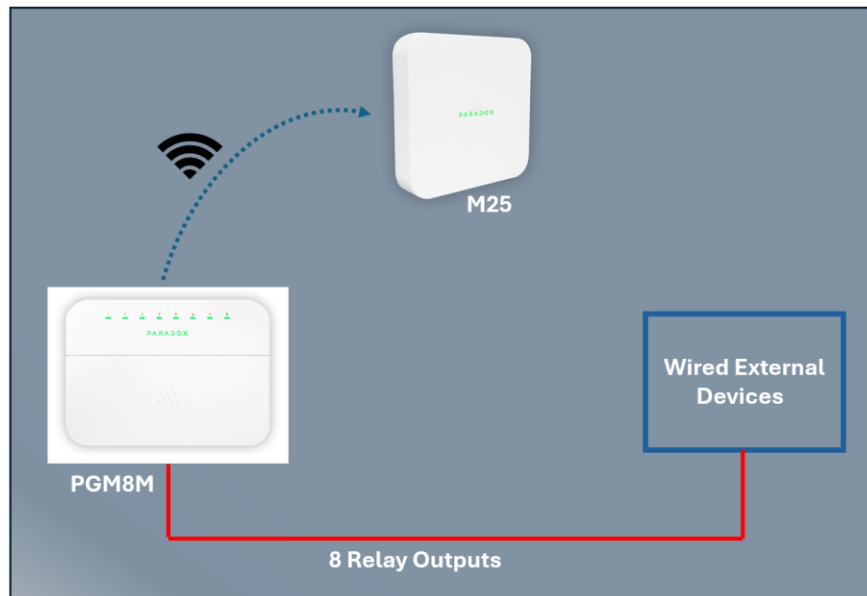 PARADOX
M25
PARADOX
PGM8M
Wired External
Devices
8 Relay Outputs